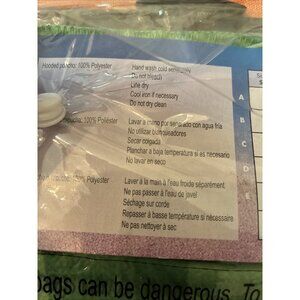 Hooded poncho: 100% Polyester
Hand wash cold separately
Do not bleach
Line dry
Cool iron if necessary
Do not dry clean
100% Poliéster
Lavar a mano por separado con agua fría
No utilizar blanqueadores
Secar colgada
Planchar a baja temperatura si es necesario
No lavar en seco
Polyester
Laver à la main à l'eau froide séparément
Ne pas passer à l'eau de javel
Séchage sur corde
Repasser à basse température si nécessaire
Ne pas nettoyer à sec
A
B
C
D
bags can be dangerous. To